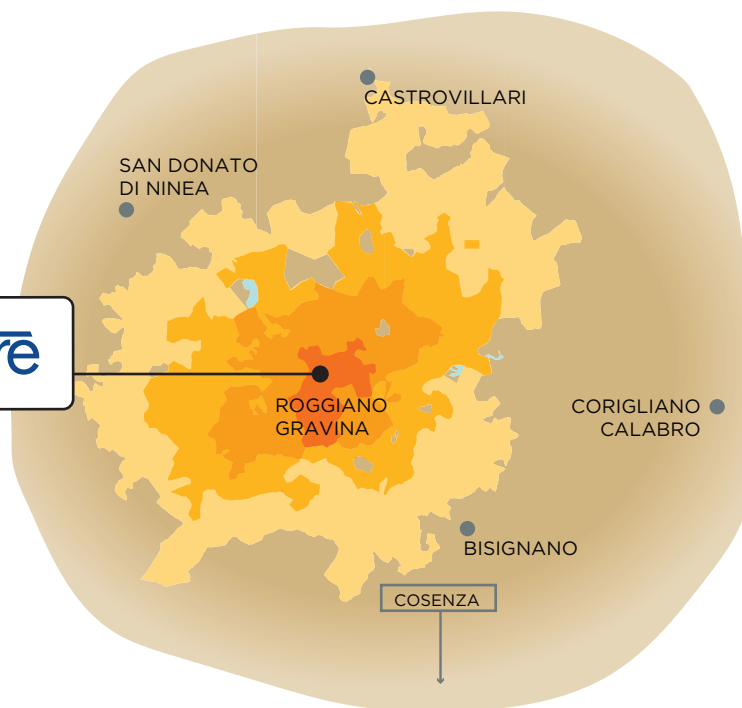 CASTROVILLARI
SAN DONATO
DI NINEA
ROGGIANO
GRAVINA
CORIGLIANO
CALABRO
BISIGNANO
COSENZA